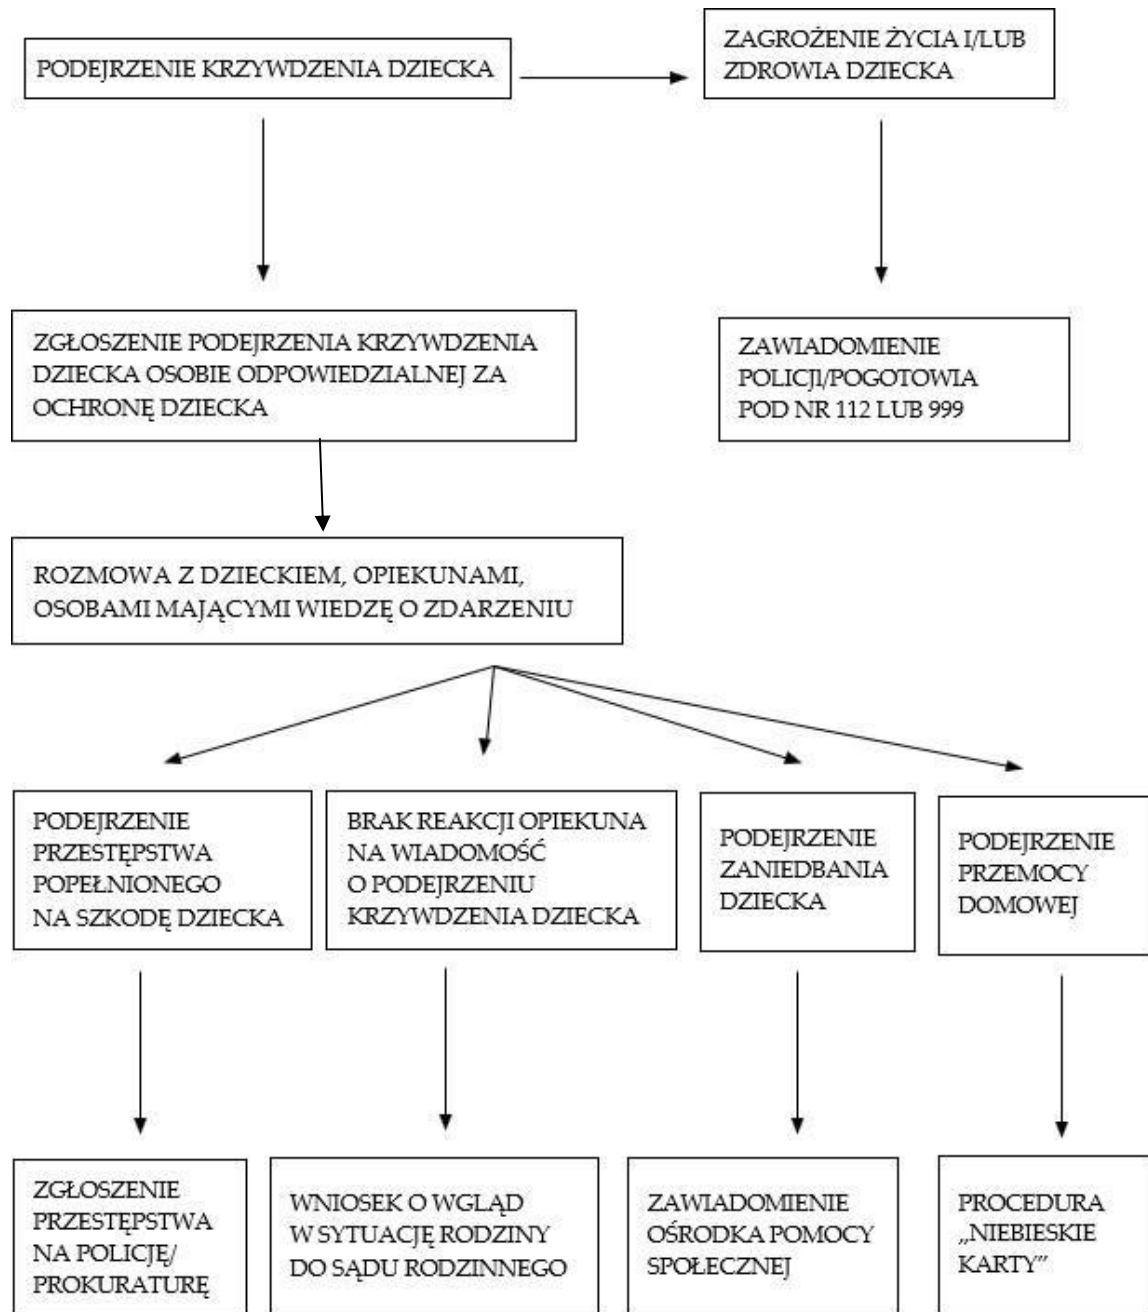 PODEJRZENIE KRZYWDZENIA DZIECKA
ZAGROŻENIE ŻYCIA I/LUB
ZDROWIA DZIECKA
ZGŁOSZENIE PODEJRZENIA KRZYWDZENIA
DZIECKA OSOBIE ODPOWIEDZIALNEJ ZA
OCHRONĘ DZIECKA
ZAWIADOMIENIE
POLICJI/POGOTOWIA
POD NR 112 LUB 999
ROZMOWA Z DZIECKIEM, OPIEKUNAMI,
OSOBAMI MAJĄCYMI WIEDZĘ O ZDARZENIU
PODEJRZENIE
PRZESTĘPSTWA
POPEŁNIONEGO
NA SZKODĘ DZIECKA
BRAK REAKCJI OPIEKUNA
NA WIADOMOŚĆ
O PODEJRZENIU
KRZYWDZENIA DZIECKA
PODEJRZENIE
ZANIEDBANIA
DZIECKA
PODEJRZENIE
PRZEMOCY
DOMOWEJ
ZGŁOSZENIE
PRZESTĘPSTWA
NA POLICJĘ/
PROKURATURĘ
WNIOSEK O WGLĄD
W SYTUACJĘ RODZINY
DO SĄDU RODZINNEGO
ZAWIADOMIENIE
OŚRODKA POMOCY
SPOŁECZNEJ
PROCEDURA
„NIEBIESKIE
KARTY”